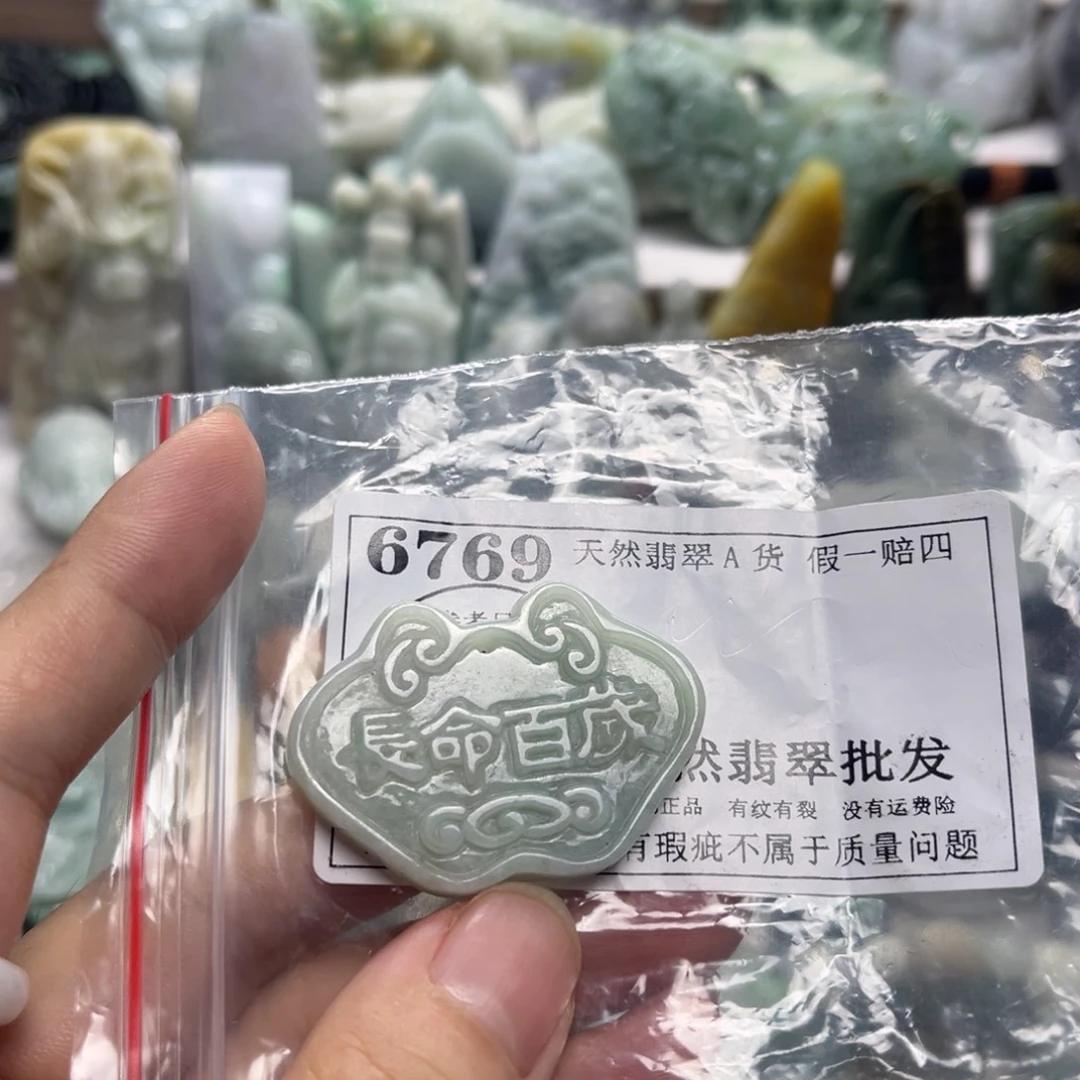 6769 天然翡翠A货 假一赔四
長命百歲
然翡翠批发
正品 有纹有裂 没有运费险
有瑕疵不属于质量问题